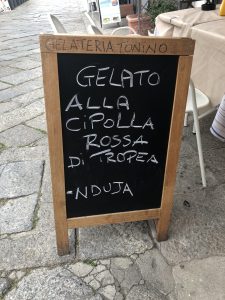 GELATERIA TONINO
GELATO
ALLA
CIPOLLA
ROSSA
Di TROPEA
-NDUJA